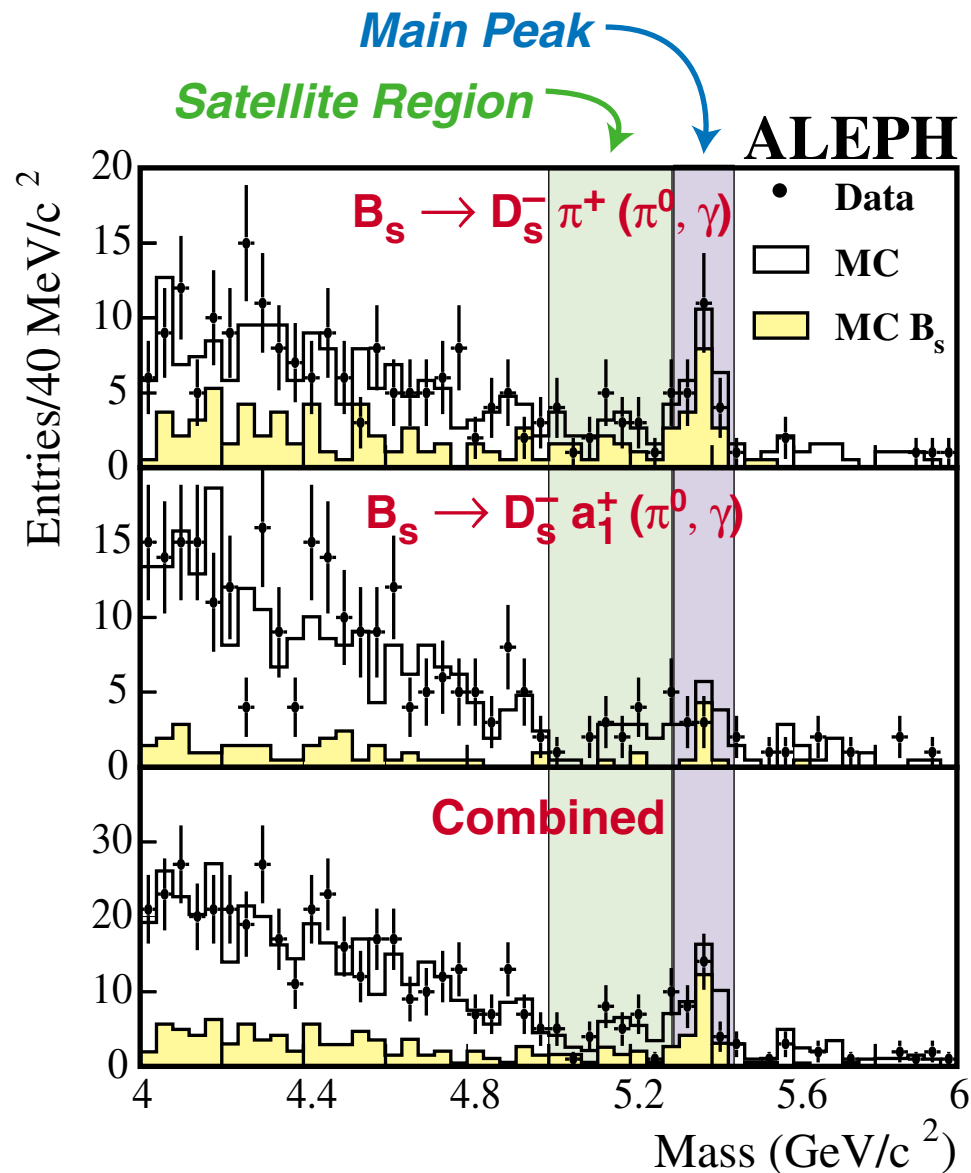 Main Peak
Satellite Region
ALEPH
Entries/40 MeV/c 2
20
15
10
5
0
Bs → Ds− π+ (π0, γ)
Data
MC
MC Bs
15
10
5
0
Bs → Ds− a1+ (π0, γ)
30
20
10
0
Combined
4 4.4 4.8 5.2 5.6 6
Mass (GeV/c 2)